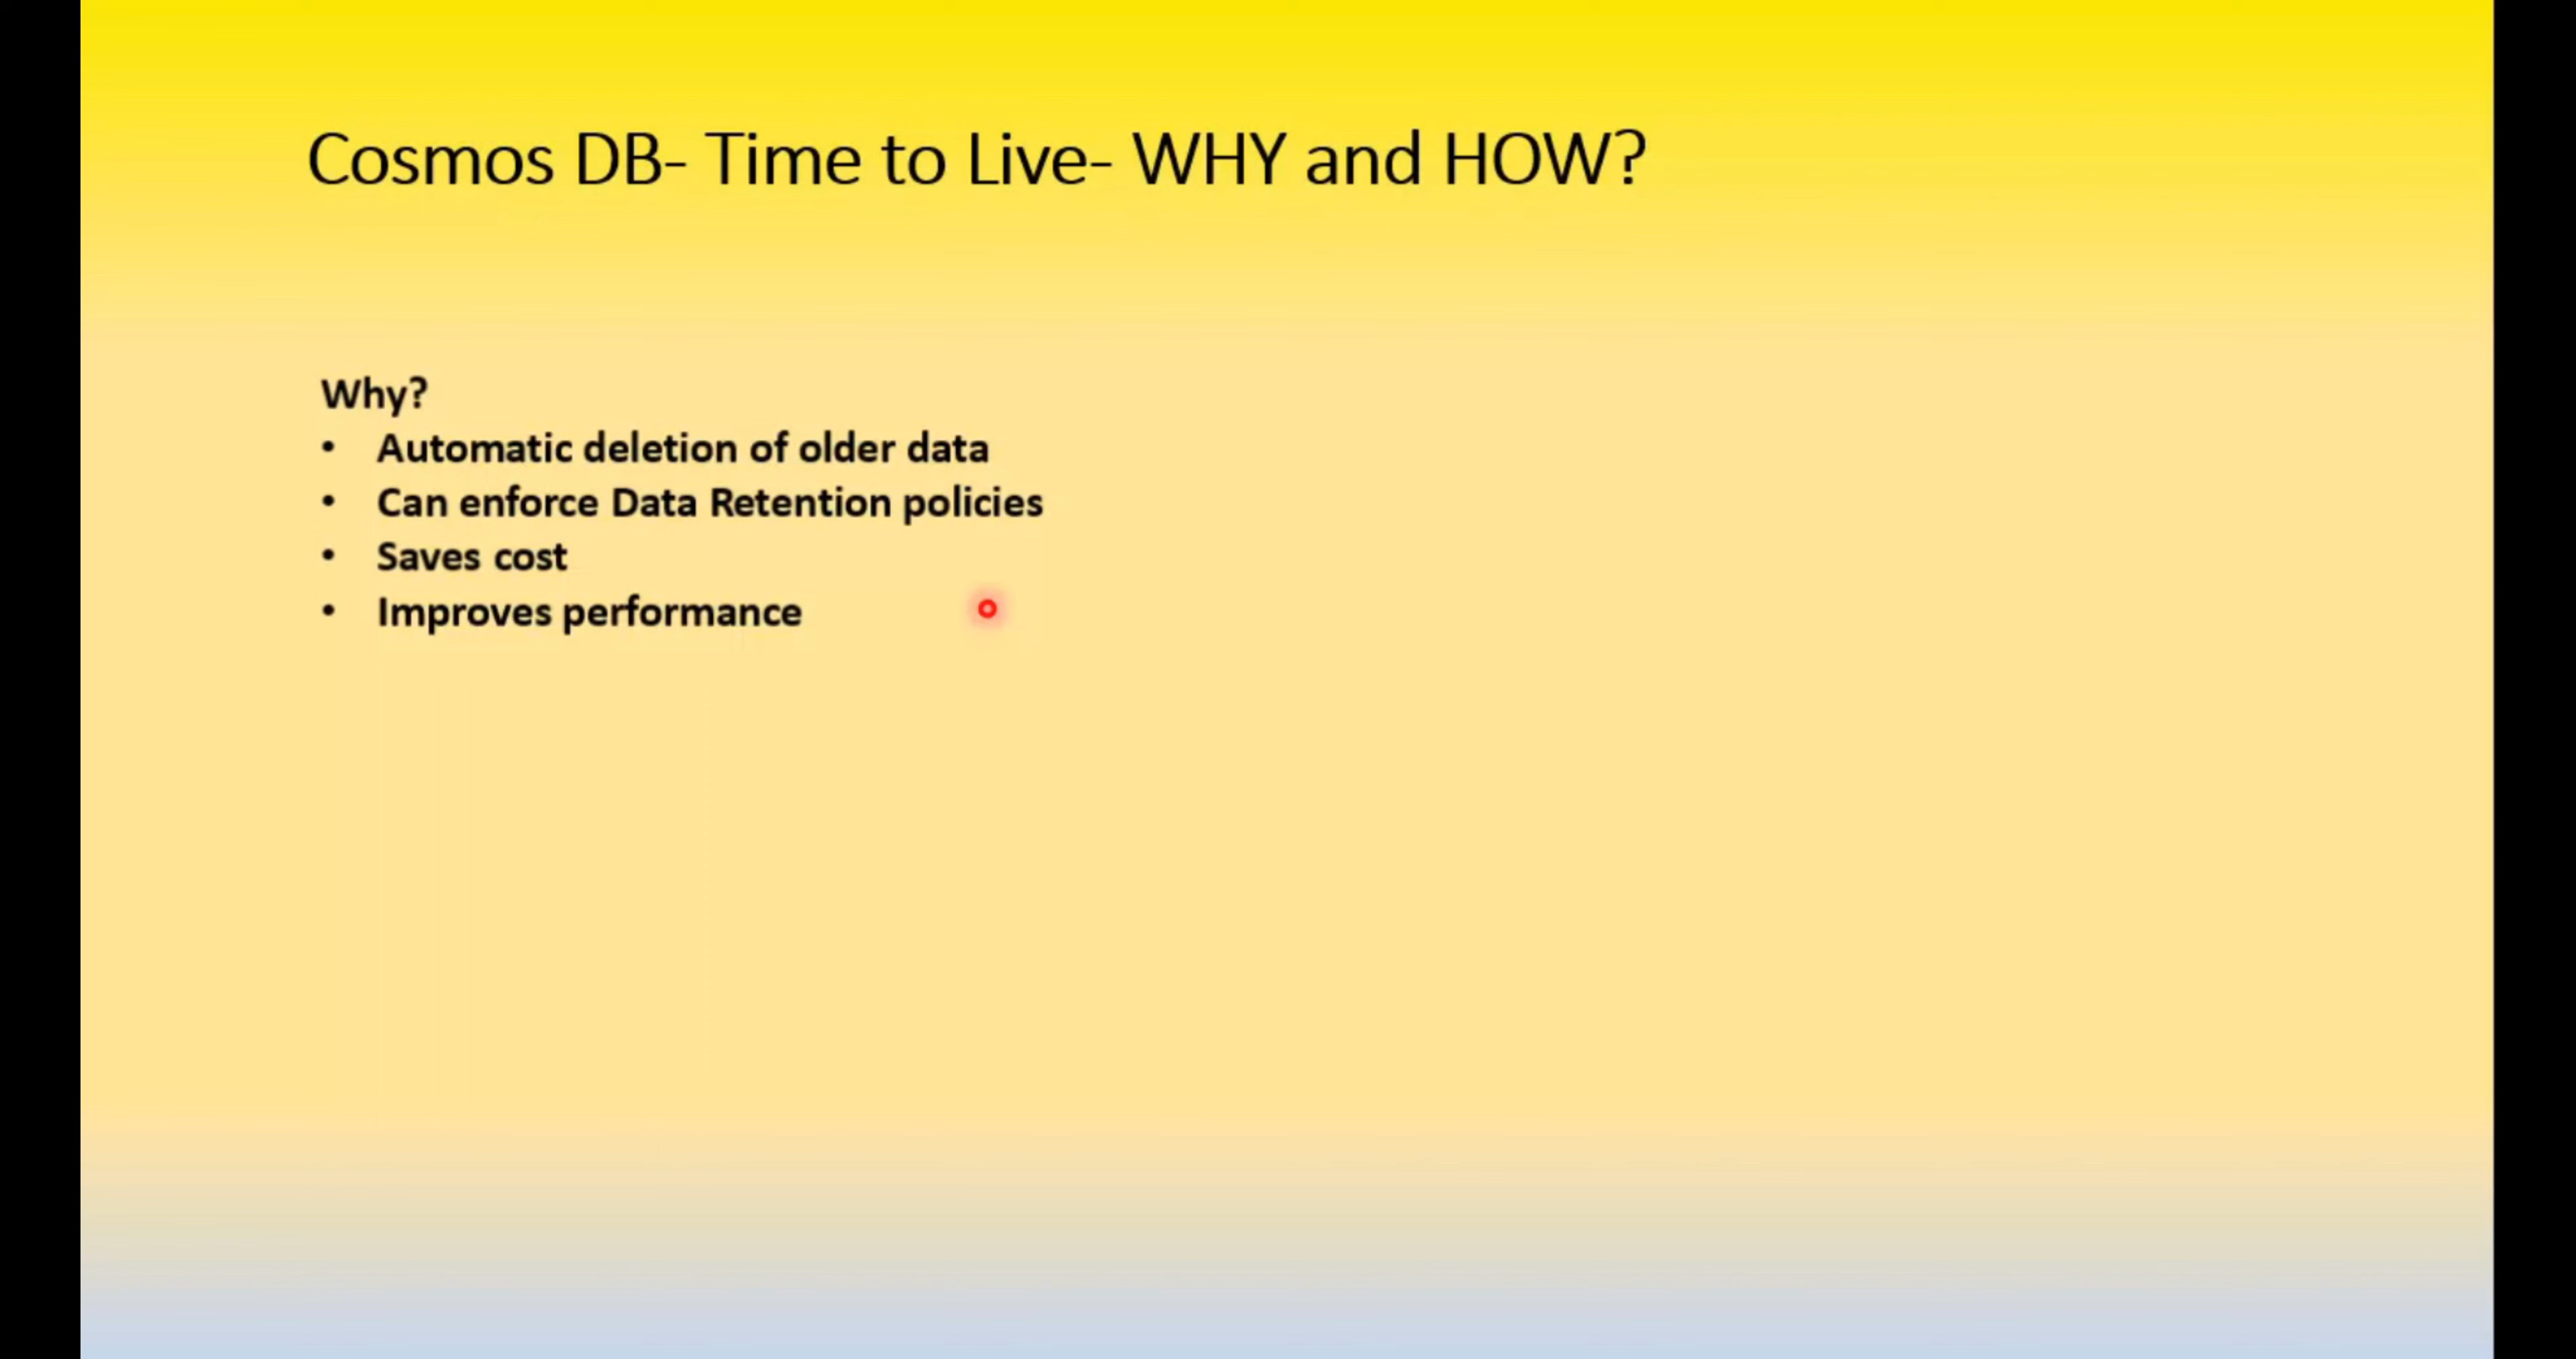 Cosmos DB- Time to Live- WHY and HOW?
Why?
• Automatic deletion of older data
• Can enforce Data Retention policies
• Saves cost
• Improves performance